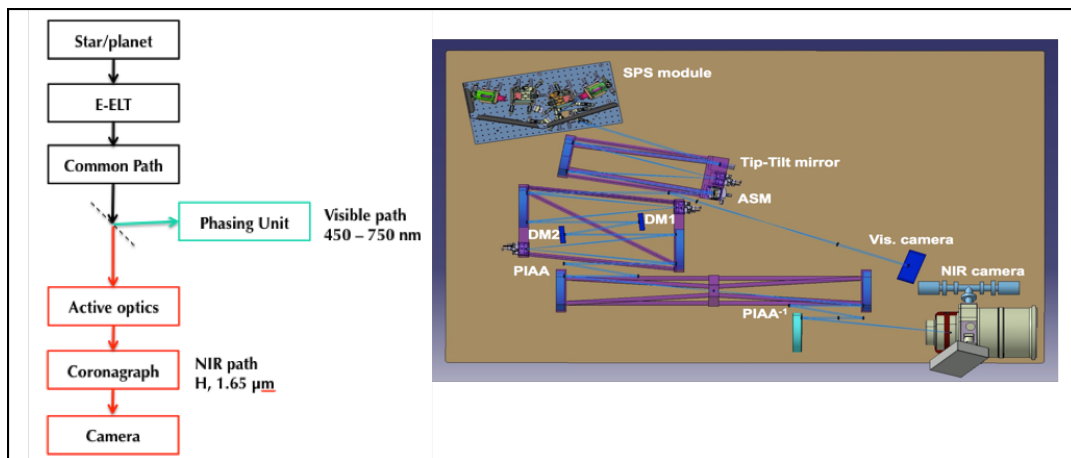 Star/planet
E-ELT
Common Path
Phasing Unit
Visible path
450 – 750 nm
Active optics
Coronagraph
NIR path
H, 1.65 µm
Camera
SPS module
Tip-Tilt mirror
ASM
DM1
DM2
Vis. camera
PIAA
NIR camera
PIAA-1